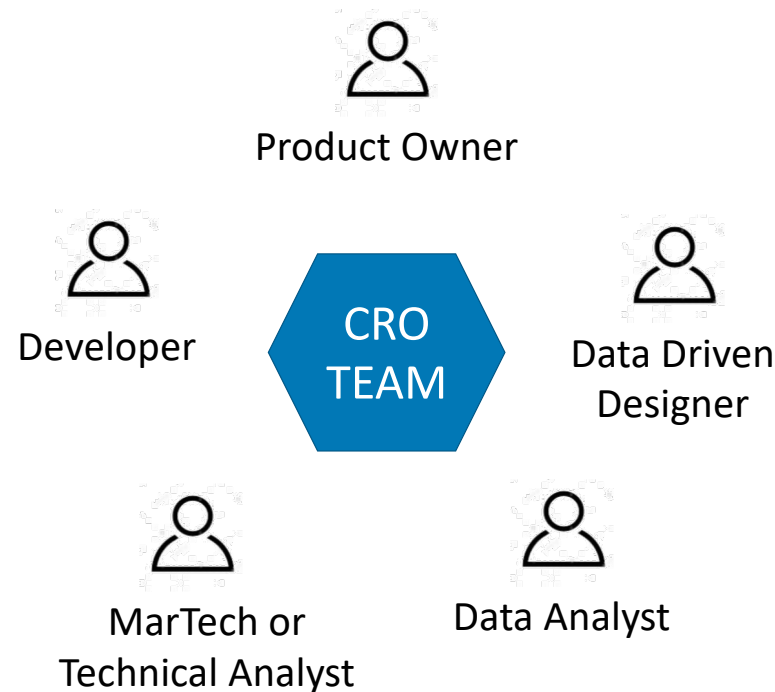 Product Owner
Developer
CRO
TEAM
Data Driven
Designer
MarTech or
Technical Analyst
Data Analyst